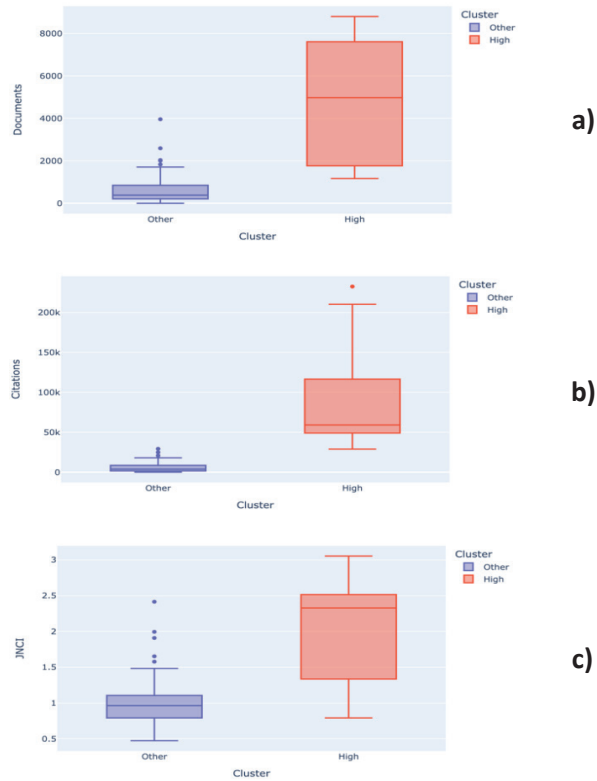 Cluster
Other
High
8000
6000
4000
2000
0
Documents
Other
High
Cluster
a)
Cluster
Other
High
200k
150k
100k
50k
0
Citations
Other
High
Cluster
b)
Cluster
Other
High
3
2.5
2
1.5
1
0.5
JNCI
Other
High
Cluster
c)